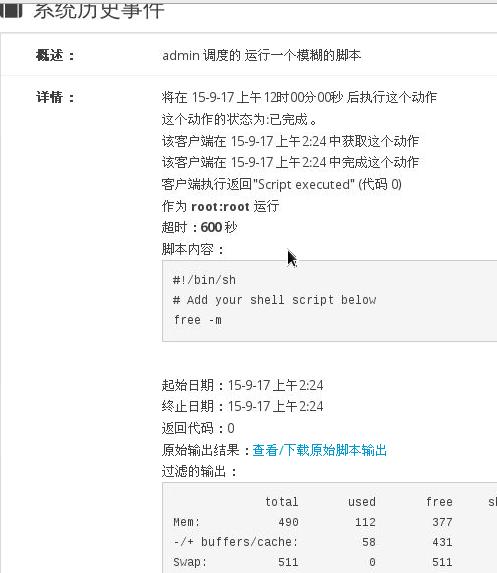 系统历史事件
概述： admin 调度的 运行一个模糊的脚本
详情： 将在 15-9-17 上午12时00分00秒 后执行这个动作
这个动作的状态为:已完成 。
该客户端在 15-9-17 上午2:24 中获取这个动作
该客户端在 15-9-17 上午2:24 中完成这个动作
客户端执行返回"Script executed" (代码 0)
作为 root:root 运行
超时：600 秒
脚本内容：
#!/bin/sh
# Add your shell script below
free -m
起始日期：15-9-17 上午2:24
终止日期：15-9-17 上午2:24
返回代码：0
原始输出结果：查看/下载原始脚本输出
过滤的输出：
total used free
Mem: 490 112 377
-/+ buffers/cache: 58 431
Swap: 511 0 511